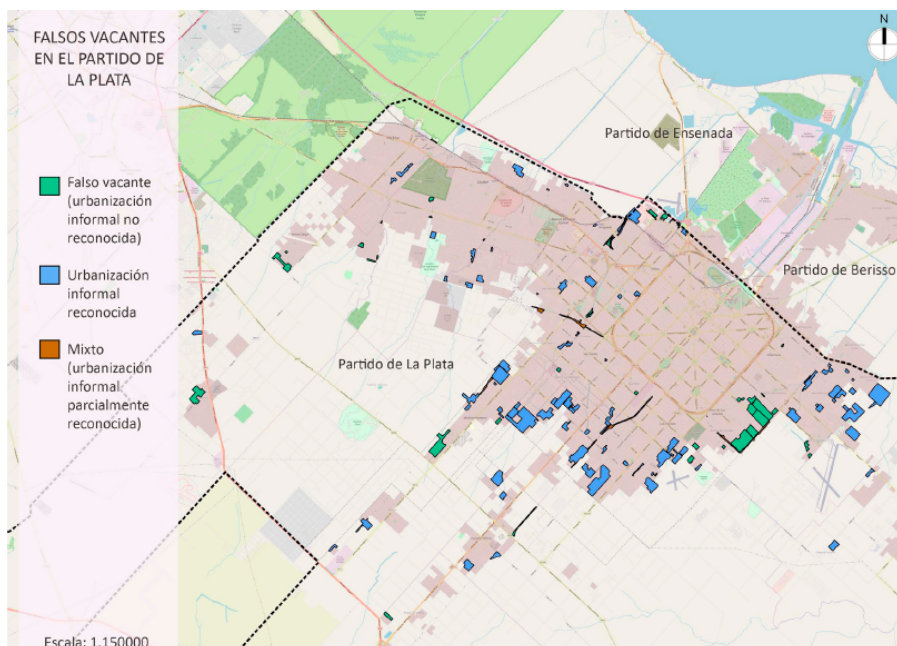 FALSOS VACANTES
EN EL PARTIDO DE
LA PLATA
Falso vacante
(urbanización
informal no
reconocida)
Urbanización
informal
reconocida
Mixto
(urbanización
informal
parcialmente
reconocida)
Escala: 1.150000
N
Partido de Ensenada
Partido de Berisso
Partido de La Plata